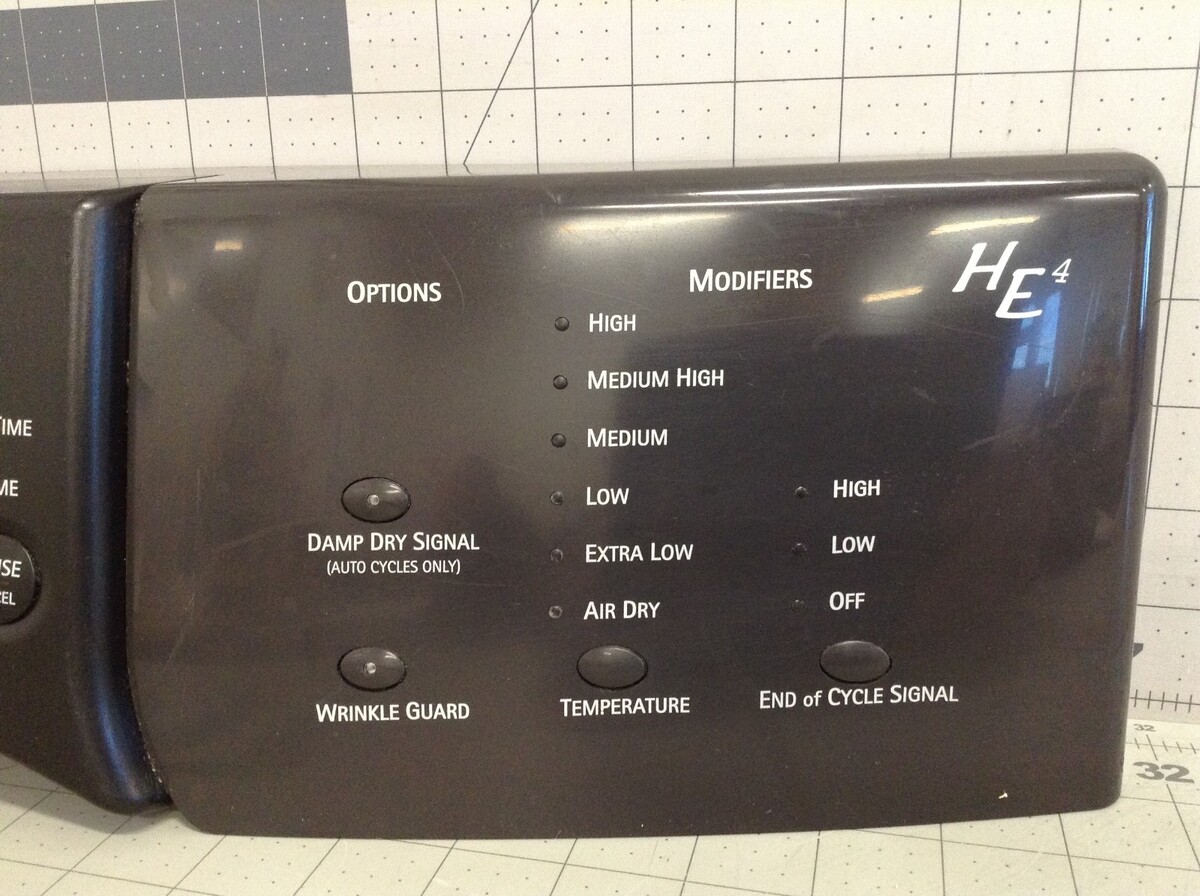 OPTIONS
MODIFIERS
HE4
HIGH
MEDIUM HIGH
MEDIUM
LOW
EXTRA LOW
AIR DRY
HIGH
LOW
OFF
DAMP DRY SIGNAL
(AUTO CYCLES ONLY)
WRINKLE GUARD
TEMPERATURE
END of CYCLE SIGNAL
32
32